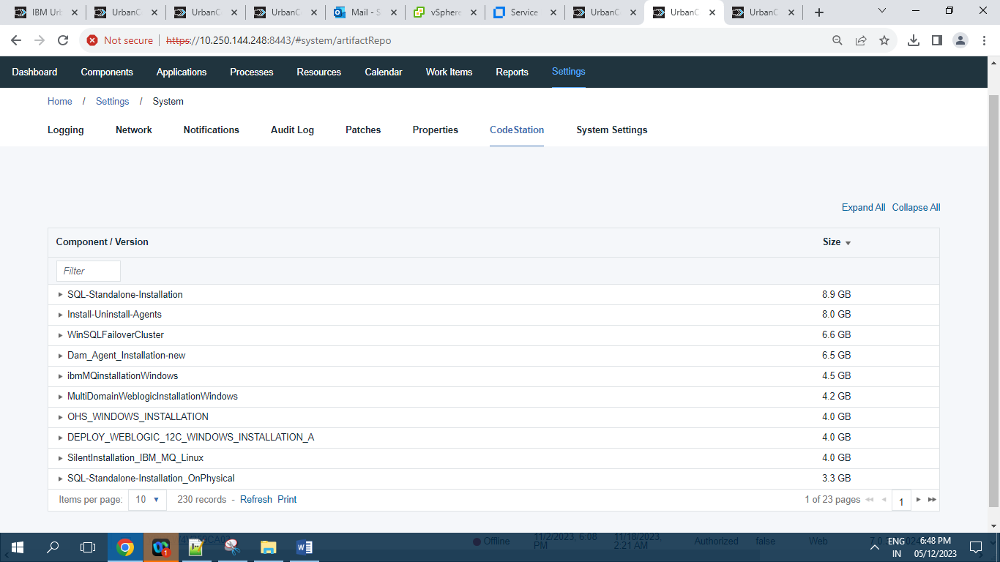 IBM Urb UrbanC UrbanC UrbanC Mail - S vSphere Service UrbanC UrbanC UrbanC
Not secure https://10.250.144.248:8443/#system/artifactRepo
Dashboard Components Applications Processes Resources Calendar Work Items Reports Settings
Home / Settings / System
Logging Network Notifications Audit Log Patches Properties CodeStation System Settings
Expand All Collapse All
Component / Version Size
Filter
SQL-Standalone-Installation 8.9 GB
Install-Uninstall-Agents 8.0 GB
WinSQLFailoverCluster 6.6 GB
Dam_Agent_Installation-new 6.5 GB
ibmMQinstallationWindows 4.5 GB
MultiDomainWeblogicInstallationWindows 4.2 GB
OHS_WINDOWS_INSTALLATION 4.0 GB
DEPLOY_WEBLOGIC_12C_WINDOWS_INSTALLATION_A 4.0 GB
SilentInstallation_IBM_MQ_Linux 4.0 GB
SQL-Standalone-Installation_OnPhysical 3.3 GB
Items per page: 10 230 records - Refresh Print 1 of 23 pages 1
Offline 11/2/2023, 6:08 PM 11/18/2023, 2:21 AM Authorized false Web
1 ENG 6:48 PM
IN 05/12/2023